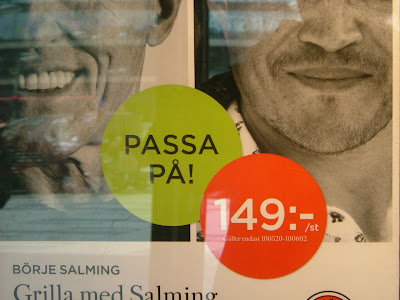 PASSA
PÅ!
149:-
/st
Gäller endast 100520-100602
BÖRJE SALMING
Grilla med Salming